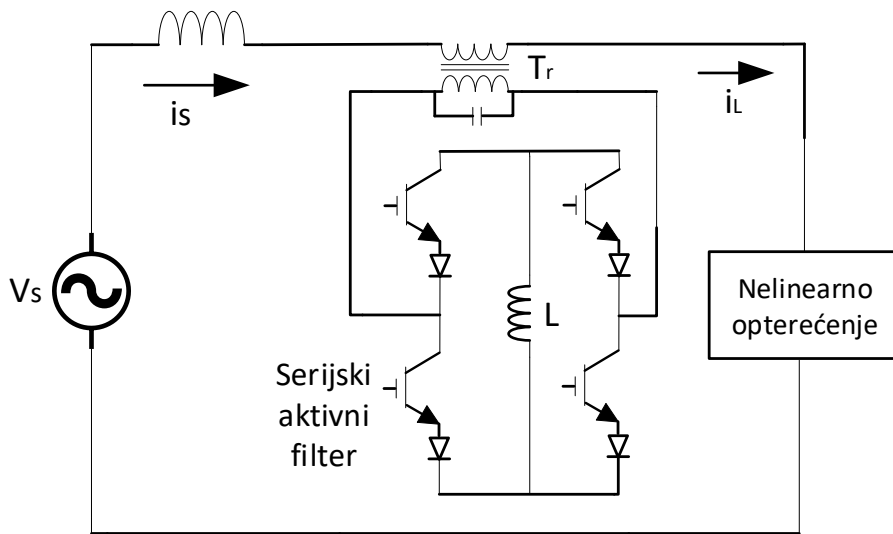 Tr
is
iL
Vs
L
Nelinearno
opterećenje
Serijski
aktivni
filter